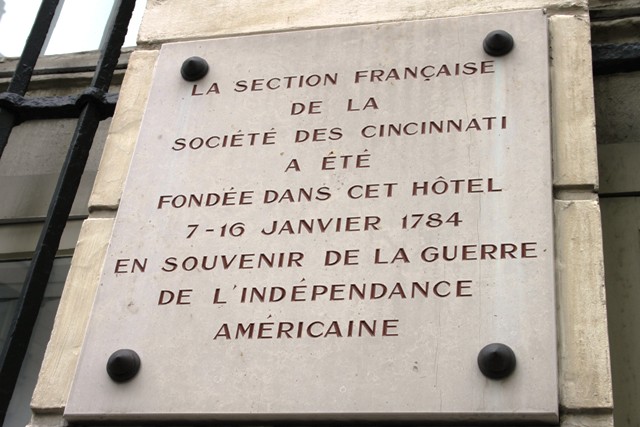 LA SECTION FRANÇAISE
DE LA
SOCIÉTÉ DES CINCINNATI
A ÉTÉ
FONDÉE DANS CET HÔTEL
7-16 JANVIER 1784
EN SOUVENIR DE LA GUERRE
DE L'INDÉPENDANCE
AMÉRICAINE